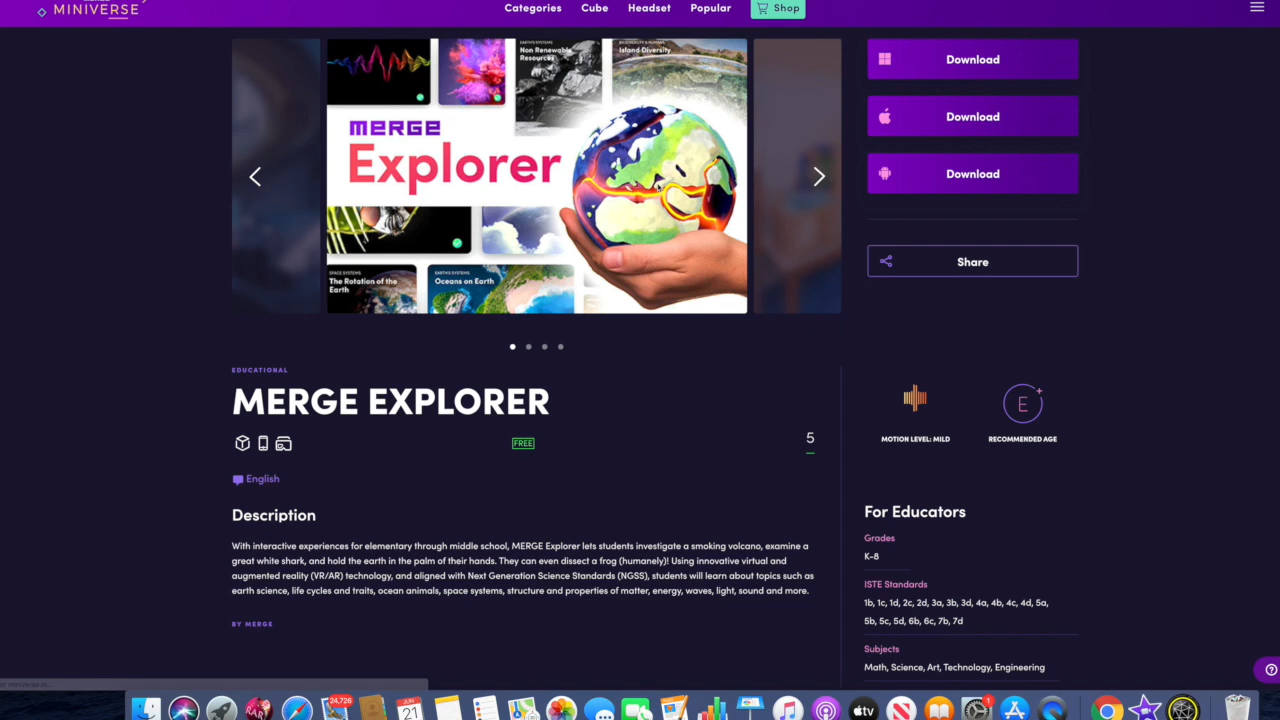 MINIVERSE
Categories
Cube
Headset
Popular
Shop
EARTH'S SYSTEMS
Non Renewable
Resources
BIODIVERSITY & HUMANS
Island Diversity
MERGE
Explorer
SPACE SYSTEMS
The Rotation of the
Earth
EARTH'S SYSTEMS
Oceans on Earth
Download
Download
Download
Share
EDUCATIONAL
MERGE EXPLORER
FREE
5
English
Description
With interactive experiences for elementary through middle school, MERGE Explorer lets students investigate a smoking volcano, examine a
great white shark, and hold the earth in the palm of their hands. They can even dissect a frog (humanely)! Using innovative virtual and
augmented reality (VR/AR) technology, and aligned with Next Generation Science Standards (NGSS), students will learn about topics such as
earth science, life cycles and traits, ocean animals, space systems, structure and properties of matter, energy, waves, light, sound and more.
BY MERGE
E+
MOTION LEVEL: MILD
RECOMMENDED AGE
For Educators
Grades
K-8
ISTE Standards
1b, 1c, 1d, 2c, 2d, 3a, 3b, 3d, 4a, 4b, 4c, 4d, 5a,
5b, 5c, 5d, 6b, 6c, 7b, 7d
Subjects
Math, Science, Art, Technology, Engineering
24,726
JUN
21
tv
1